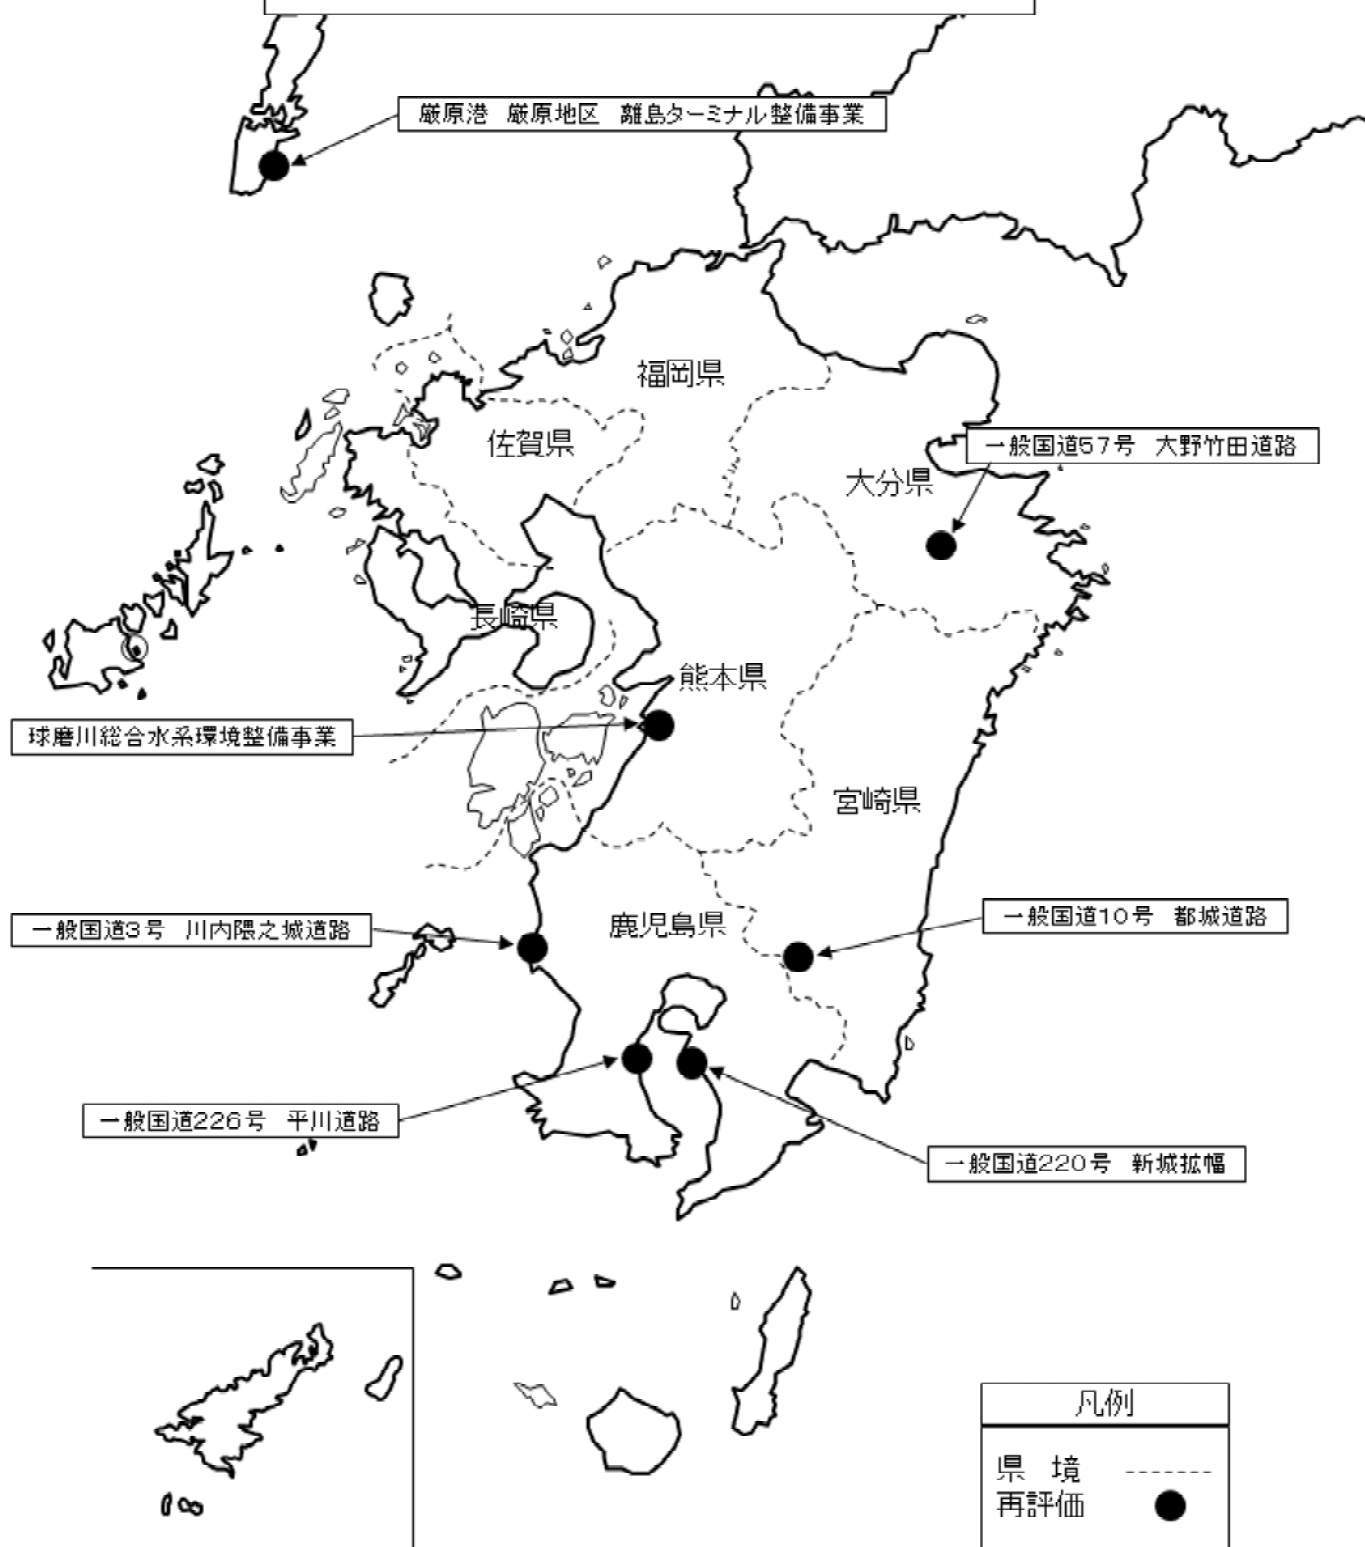 厳原港　厳原地区　離島ターミナル整備事業
福岡県
佐賀県
一般国道57号　大野竹田道路
大分県
長崎県
熊本県
球磨川総合水系環境整備事業
宮崎県
一般国道3号　川内隈之城道路
鹿児島県
一般国道10号　都城道路
一般国道226号　平川道路
一般国道220号　新城拡幅
凡例
県　境
再評価